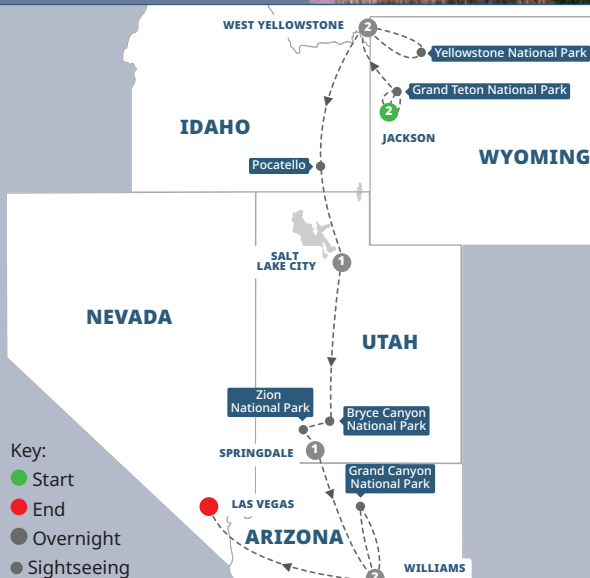 WEST YELLOWSTONE
2
Yellowstone National Park
Grand Teton National Park
2
JACKSON
IDAHO
WYOMING
Pocatello
SALT
LAKE CITY
1
NEVADA
UTAH
Zion
National Park
Bryce Canyon
National Park
SPRINGDALE
1
Grand Canyon
National Park
Key:
Start
End
Overnight
Sightseeing
LAS VEGAS
ARIZONA
WILLIAMS
2